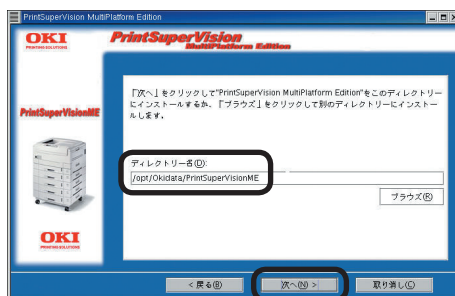 PrintSuperVision MultiPlatform Edition
OKI
PRINTING SOLUTIONS
PrintSuperVision
MultiPlatform Edition
「次へ」をクリックして"PrintSuperVision MultiPlatform Edition"をこのディレクトリー
にインストールするか、「ブラウズ」をクリックして別のディレクトリーにインストー
ルします。
PrintSuperVisionME
ディレクトリー名(D):
/opt/Okidata/PrintSuperVisionME
ブラウズ(R)
OKI
PRINTING SOLUTIONS
< 戻る(B)
次へ(N) >
取り消し(C)